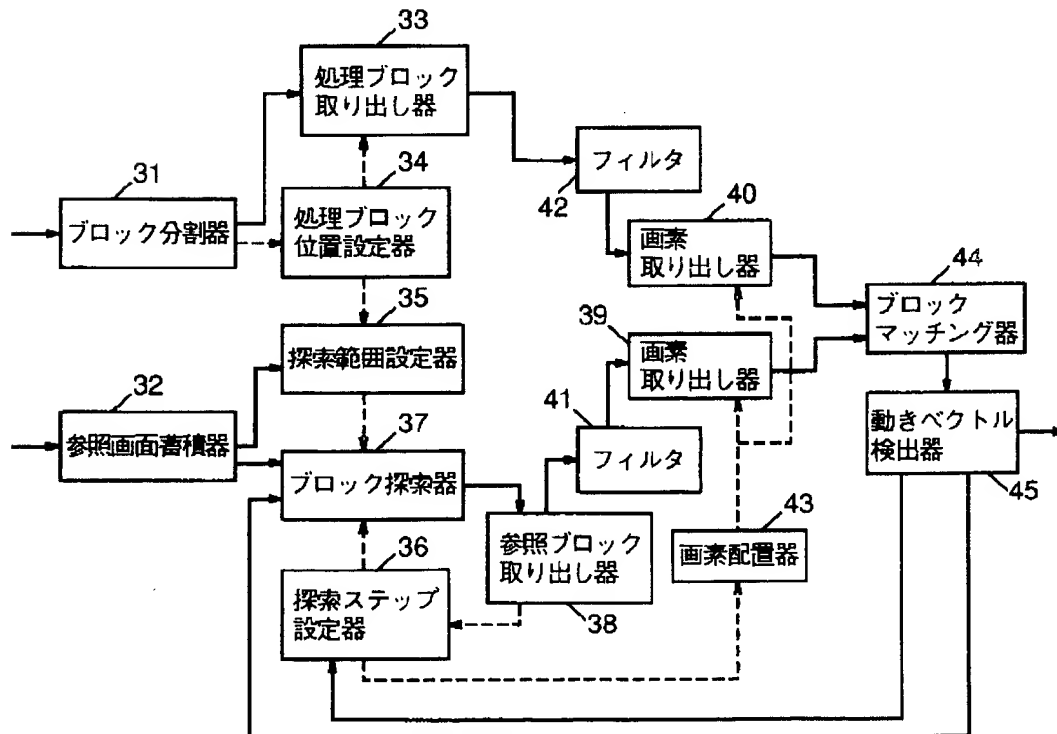 33
処理ブロック
取り出し器
31
ブロック分割器
34
処理ブロック
位置設定器
フィルタ
42
40
画素
取り出し器
44
ブロック
マッチング器
35
探索範囲設定器
39
画素
取り出し器
32
参照画面蓄積器
37
ブロック探索器
41
フィルタ
動きベクトル
検出器
45
36
探索ステップ
設定器
参照ブロック
取り出し器
38
43
画素配置器